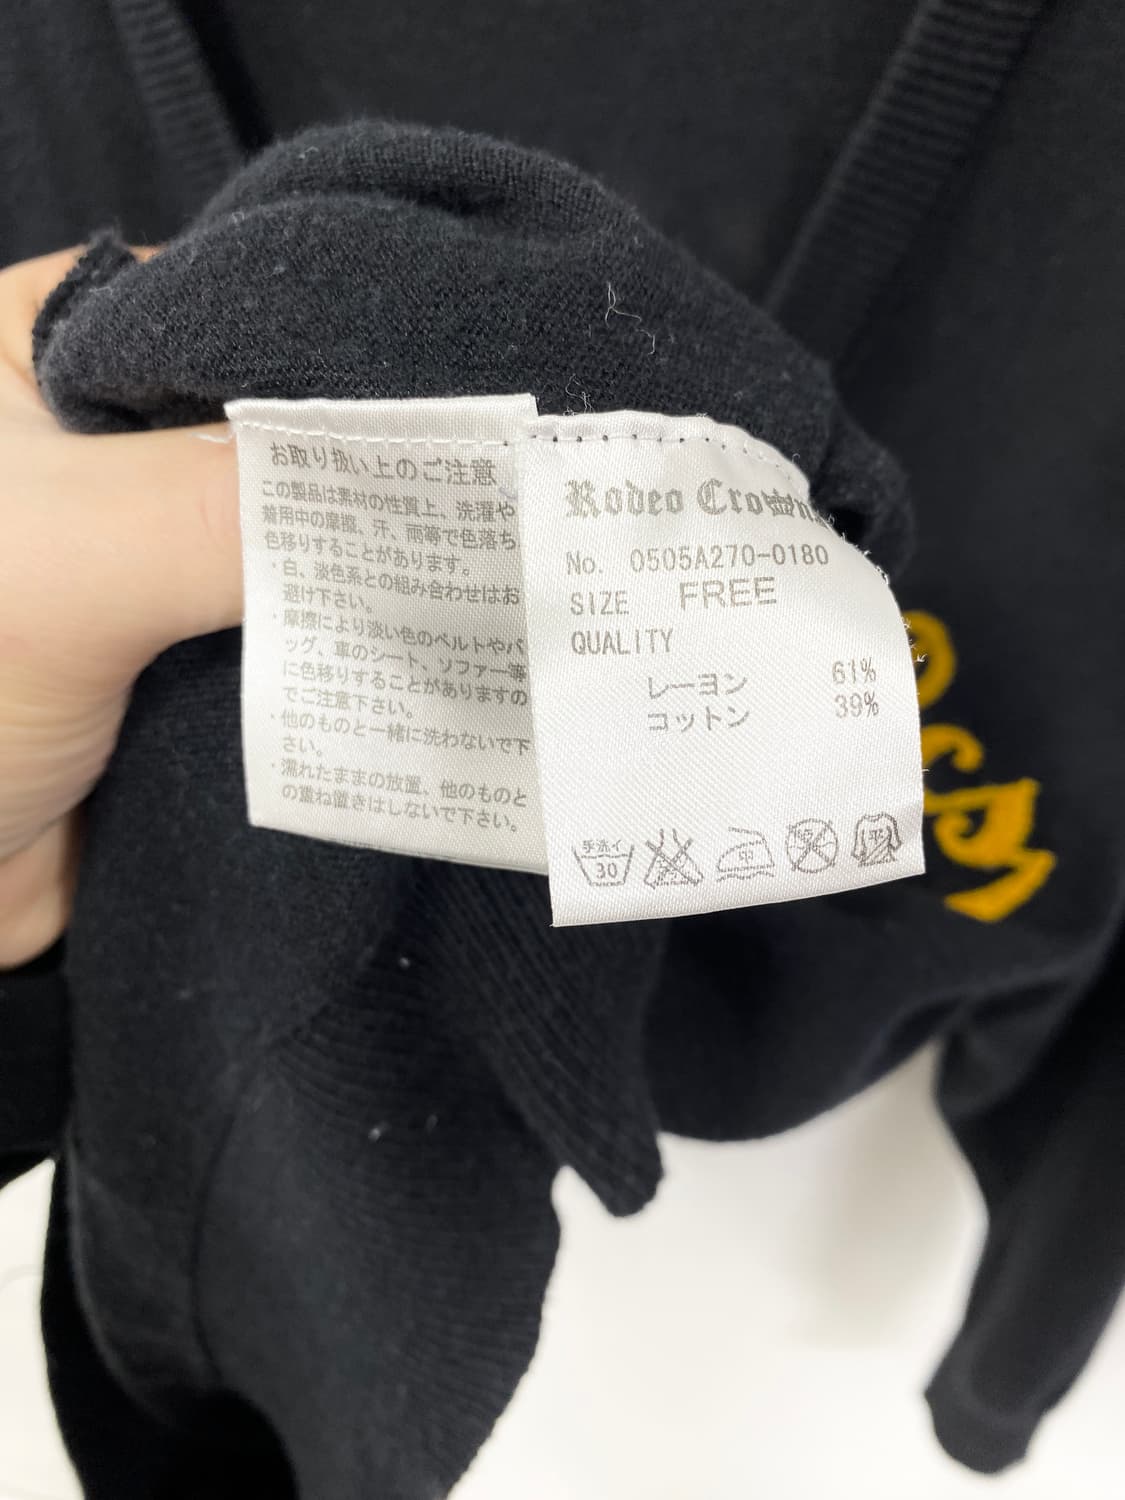 お取り扱い上のご注意
この製品は素材の性質上、洗濯や
着用中の摩擦、汗、雨等で色落ち
色移りすることがあります。
・白、淡色系との組み合わせはお
避け下さい。
・摩擦により淡い色のベルトやバ
ッグ、車のシート、ソファー等
に色移りすることがありますの
でご注意下さい。
・他のものと一緒に洗わないで下
さい。
・濡れたままの放置、他のものと
の重ね置きはしないで下さい。
Rodeo Crowns
No. 0505A270-0180
SIZE FREE
QUALITY
レーヨン 61%
コットン 39%
手洗イ
30
中
平